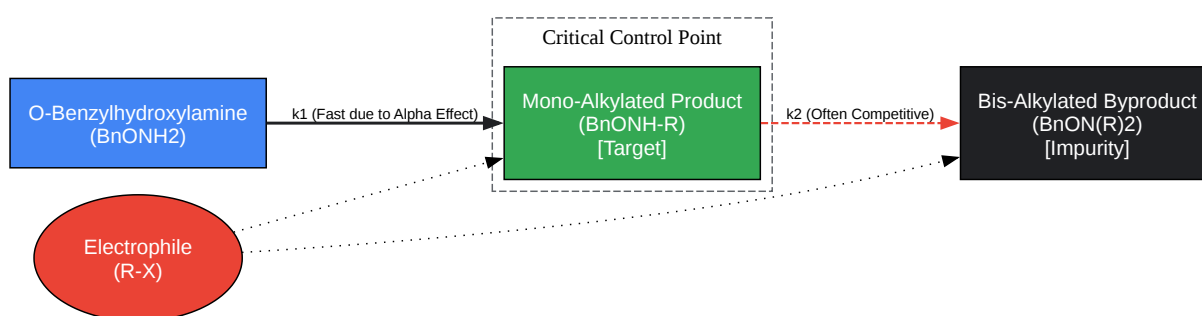 Critical Control Point
O-Benzylhydroxylamine
(BnONH2)
k1 (Fast due to Alpha Effect)
Mono-Alkylated Product
(BnONH-R)
[Target]
k2 (Often Competitive)
Bis-Alkylated Byproduct
(BnON(R)2)
[Impurity]
Electrophile
(R-X)